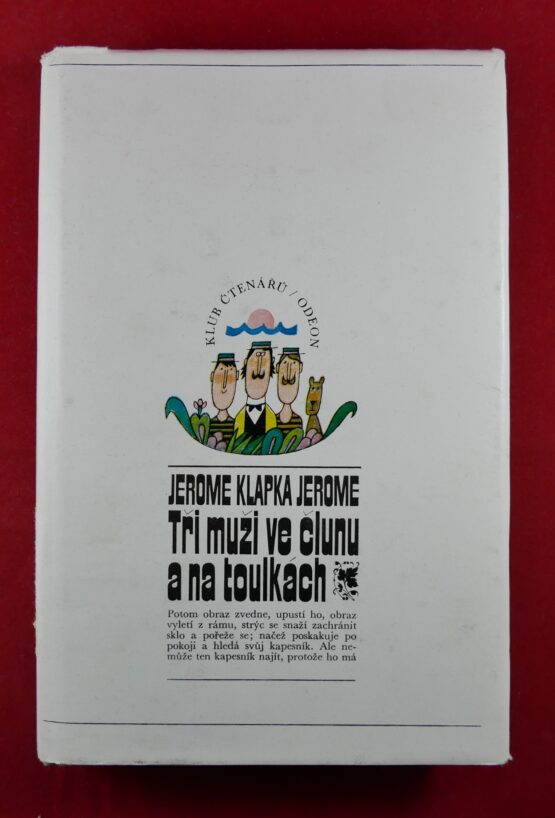 KLUB ČTENÁŘŮ / ODEON
JEROME KLAPKA JEROME
Tři muži ve člunu
a na toulkách
Potom obraz zvedne, upustí ho, obraz
vyletí z rámu, strýc se snaží zachránit
sklo a pořeže se; načež poskakuje po
pokoji a hledá svůj kapesník. Ale ne-
může ten kapesník najít, protože ho má